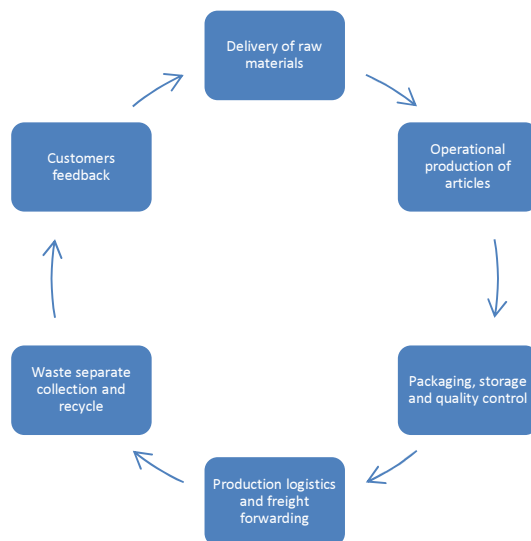 Delivery of raw
materials
Operational
production of
articles
Packaging, storage
and quality control
Production logistics
and freight
forwarding
Waste separate
collection and
recycle
Customers
feedback